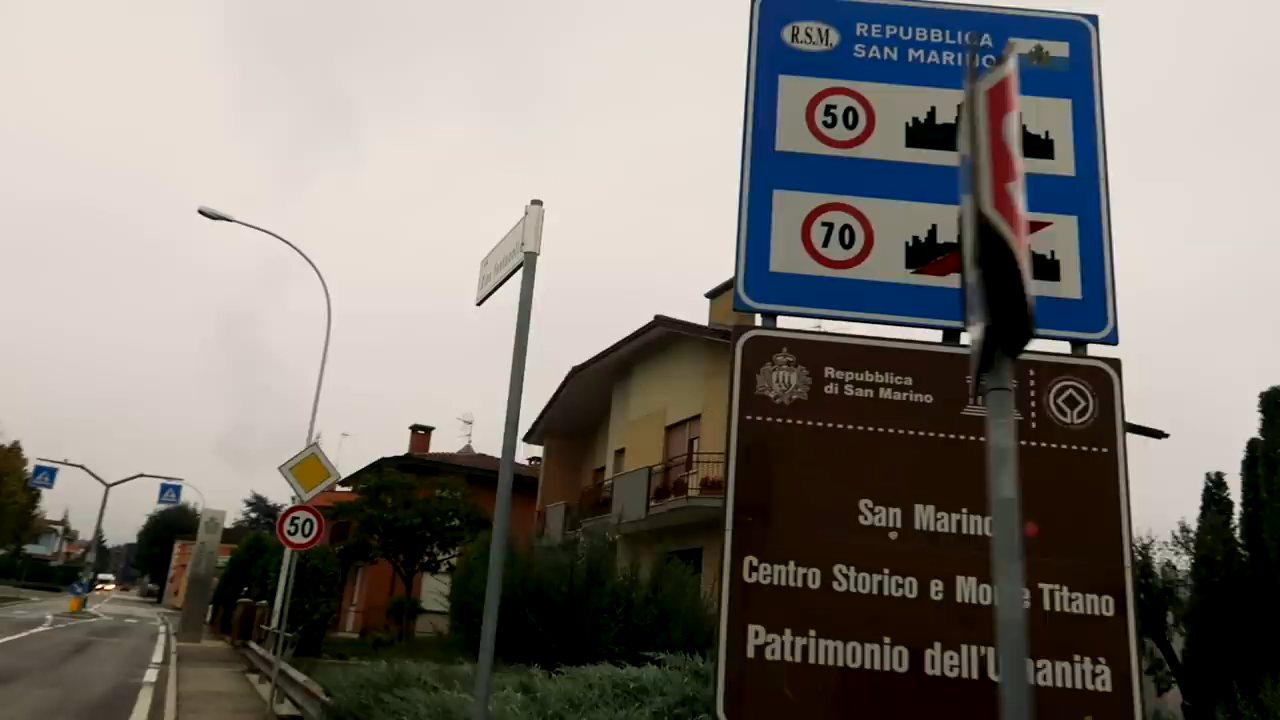 R.S.M.
REPUBBLICA
SAN MARINO
50
70
Repubblica
di San Marino
San Marino
Centro Storico e Monte Titano
Patrimonio dell'Umanità
50